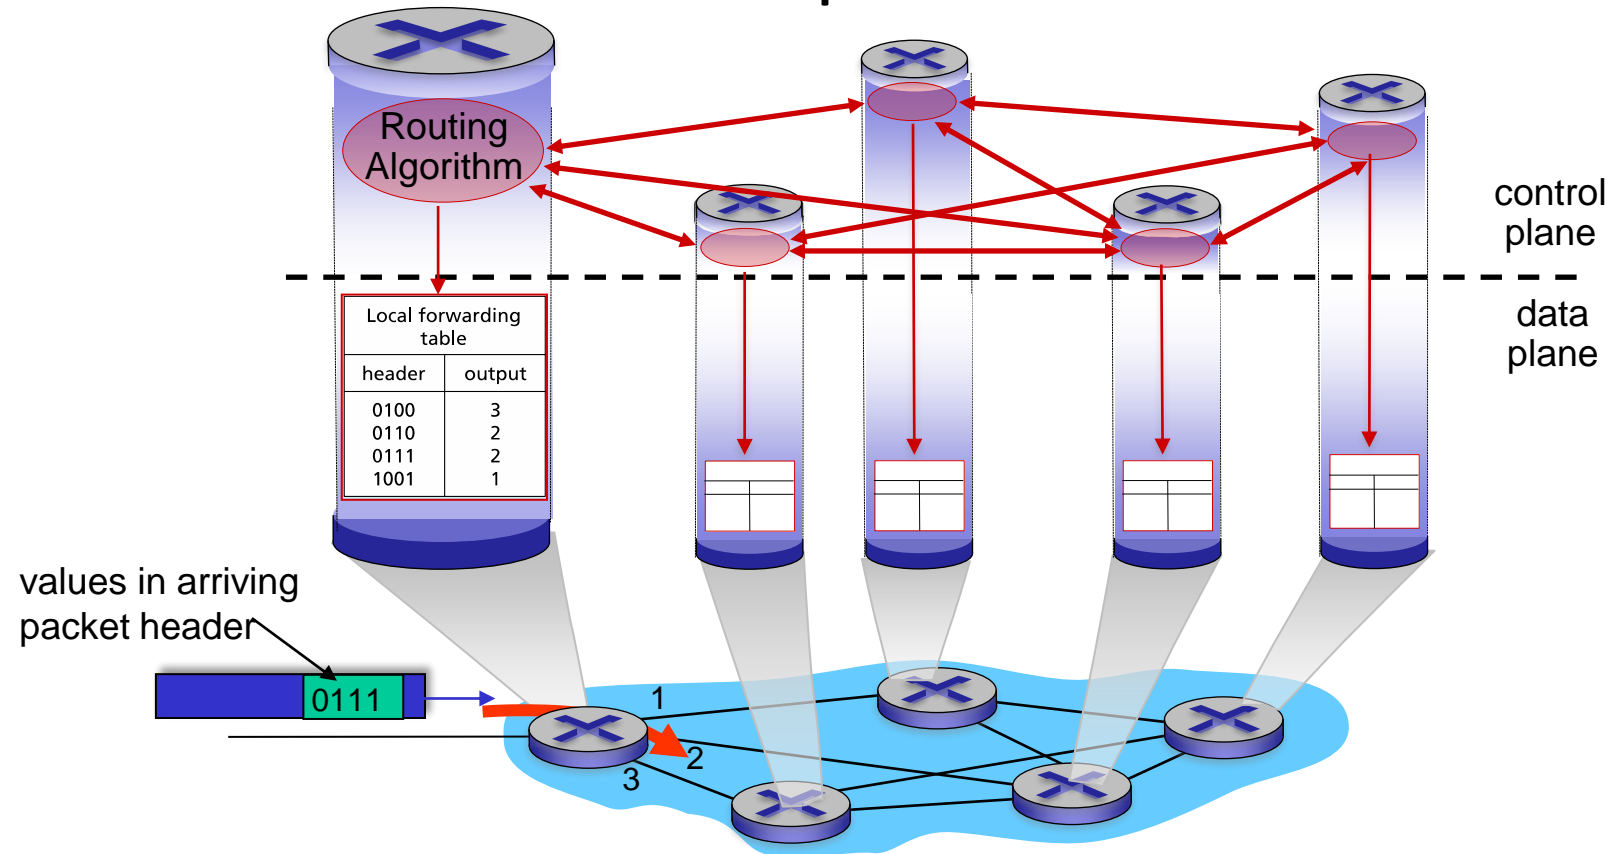 Routing
Algorithm
control
plane
data
plane
Local forwarding
table
header output
0100 3
0110 2
0111 2
1001 1
values in arriving
packet header
0111
1
2
3